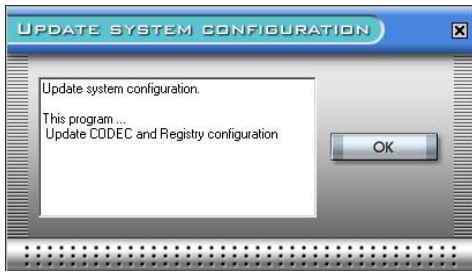 UPDATE SYSTEM CONFIGURATION
Update system configuration.
This program ...
Update CODEC and Registry configuration
OK